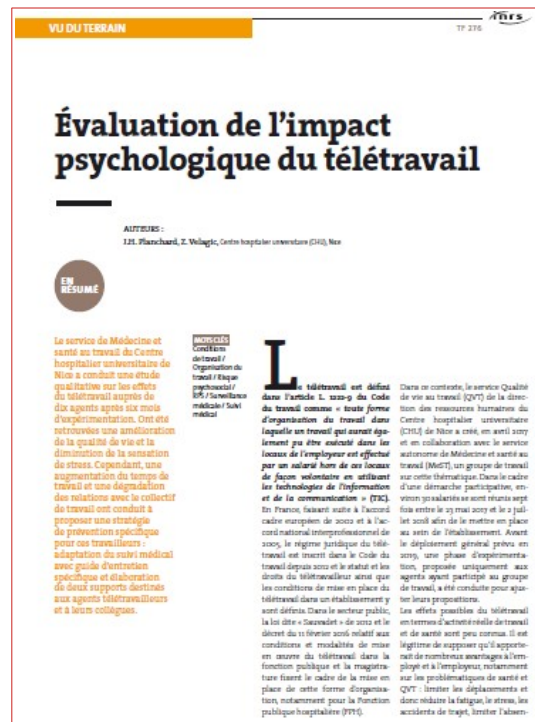 VU DU TERRAIN
TF 276
inrs
Évaluation de l'impact
psychologique du télétravail
AUTEURS :
J.H. Planchard, Z. Velagic, Centre hospitalier universitaire (CHU), Nice
EN
RÉSUMÉ
Le service de Médecine et
santé au travail du Centre
hospitalier universitaire de
Nice a conduit une étude
qualitative sur les effets
du télétravail auprès de
dix agents après six mois
d'expérimentation. Ont été
retrouvées une amélioration
de la qualité de vie et la
diminution de la sensation
de stress. Cependant, une
augmentation du temps de
travail et une dégradation
des relations avec le collectif
de travail ont conduit à
proposer une stratégie
de prévention spécifique
pour ces travailleurs :
adaptation du suivi médical
avec guide d'entretien
spécifique et élaboration
de deux supports destinés
aux agents télétravailleurs
et à leurs collègues.
MOTS CLÉS
Conditions
de travail /
Organisation du
travail / Risque
psychosocial /
RPS / Surveillance
médicale / Suivi
médical
Le télétravail est défini
dans l'article L. 1222-9 du Code
du travail comme « toute forme
d'organisation du travail dans
laquelle un travail qui aurait éga-
lement pu être exécuté dans les
locaux de l'employeur est effectué
par un salarié hors de ces locaux
de façon volontaire en utilisant
les technologies de l'information
et de la communication » (TIC).
En France, faisant suite à l'accord
cadre européen de 2002 et à l'ac-
cord national interprofessionnel de
2005, le régime juridique du télé-
travail est inscrit dans le Code du
travail depuis 2012 et le statut et les
droits du télétravailleur ainsi que
les conditions de mise en place du
télétravail dans un établissement y
sont définis. Dans le secteur public,
la loi dite « Sauvadet » de 2012 et le
décret du 11 février 2016 relatif aux
conditions et modalités de mise
en œuvre du télétravail dans la
fonction publique et la magistra-
ture fixent le cadre de la mise en
place de cette forme d'organisa-
tion, notamment pour la Fonction
publique hospitalière (FPH).
Dans ce contexte, le service Qualité
de vie au travail (QVT) de la direc-
tion des ressources humaines du
Centre hospitalier universitaire
(CHU) de Nice a créé, en avril 2017
et en collaboration avec le service
autonome de Médecine et santé au
travail (MeST), un groupe de travail
sur cette thématique. Dans le cadre
d'une démarche participative, en-
viron 30 salariés se sont réunis sept
fois entre le 23 mai 2017 et le 2 juil-
let 2018 afin de le mettre en place
au sein de l'établissement. Avant
le déploiement général prévu en
2019, une phase d'expérimenta-
tion, proposée uniquement aux
agents ayant participé au groupe
de travail, a été conduite pour ajus-
ter leurs propositions.
Les effets possibles du télétravail
en termes d'activité réelle de travail
et de santé sont peu connus. Il est
légitime de supposer qu'il apporte-
rait de nombreux avantages à l'em-
ployé et à l'employeur, notamment
sur les problématiques de santé et
QVT : limiter les déplacements et
donc réduire la fatigue, le stress, les
accidents de trajet, limiter l'absen-